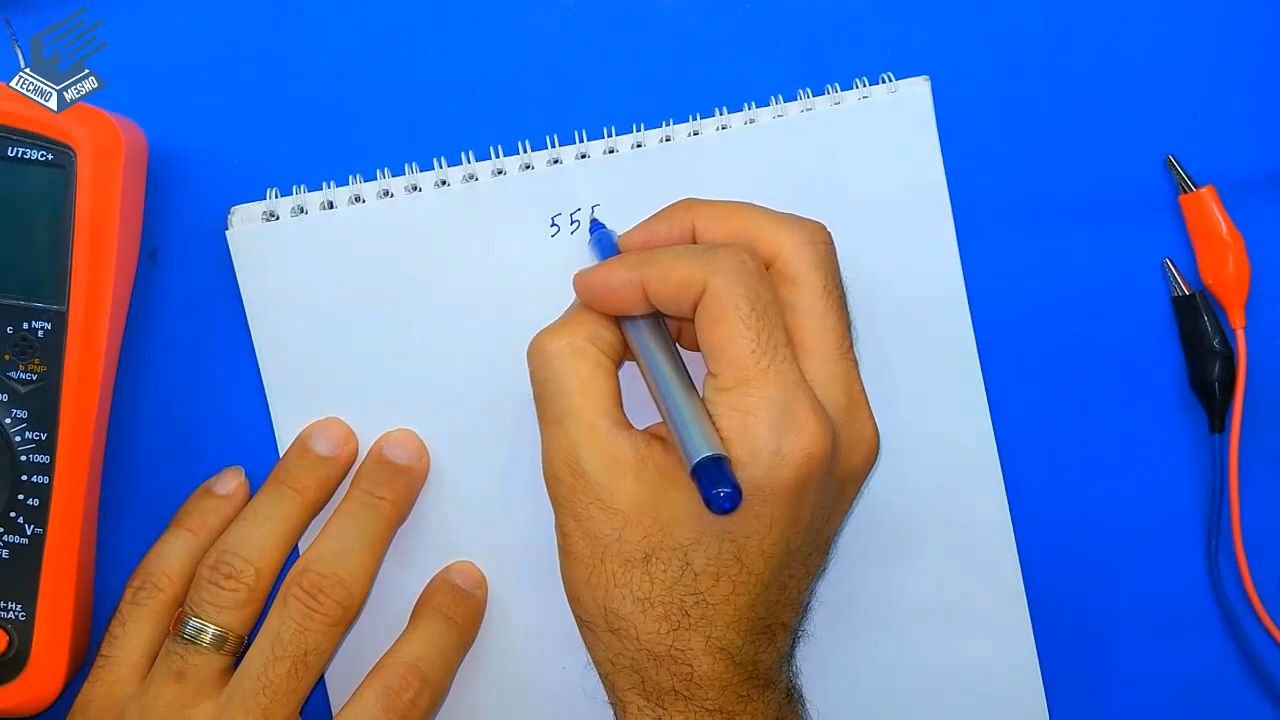 TECHNO
MESHO
UT39C+
555
C B NPN
E
c
e b PNP
/NCV
750
NCV
1000
400
40
4
V
400m
Hz
mA°C